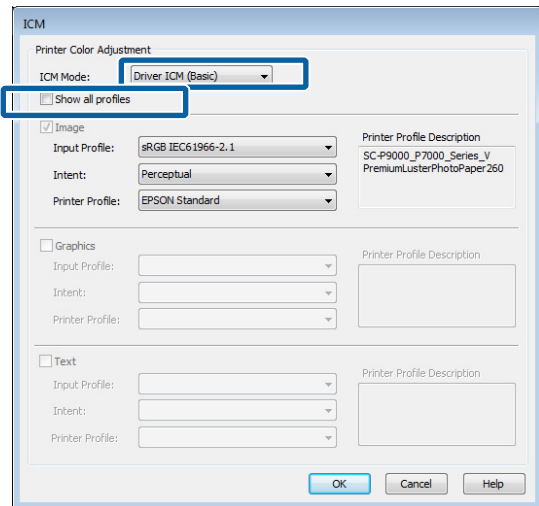 ICM
Printer Color Adjustment
ICM Mode: Driver ICM (Basic)
Show all profiles
Image
Input Profile: sRGB IEC61966-2.1
Intent: Perceptual
Printer Profile: EPSON Standard
Printer Profile Description
SC-P9000_P7000_Series_V
PremiumLusterPhotoPaper260
Graphics
Input Profile:
Intent:
Printer Profile:
Printer Profile Description
Text
Input Profile:
Intent:
Printer Profile:
Printer Profile Description
OK Cancel Help